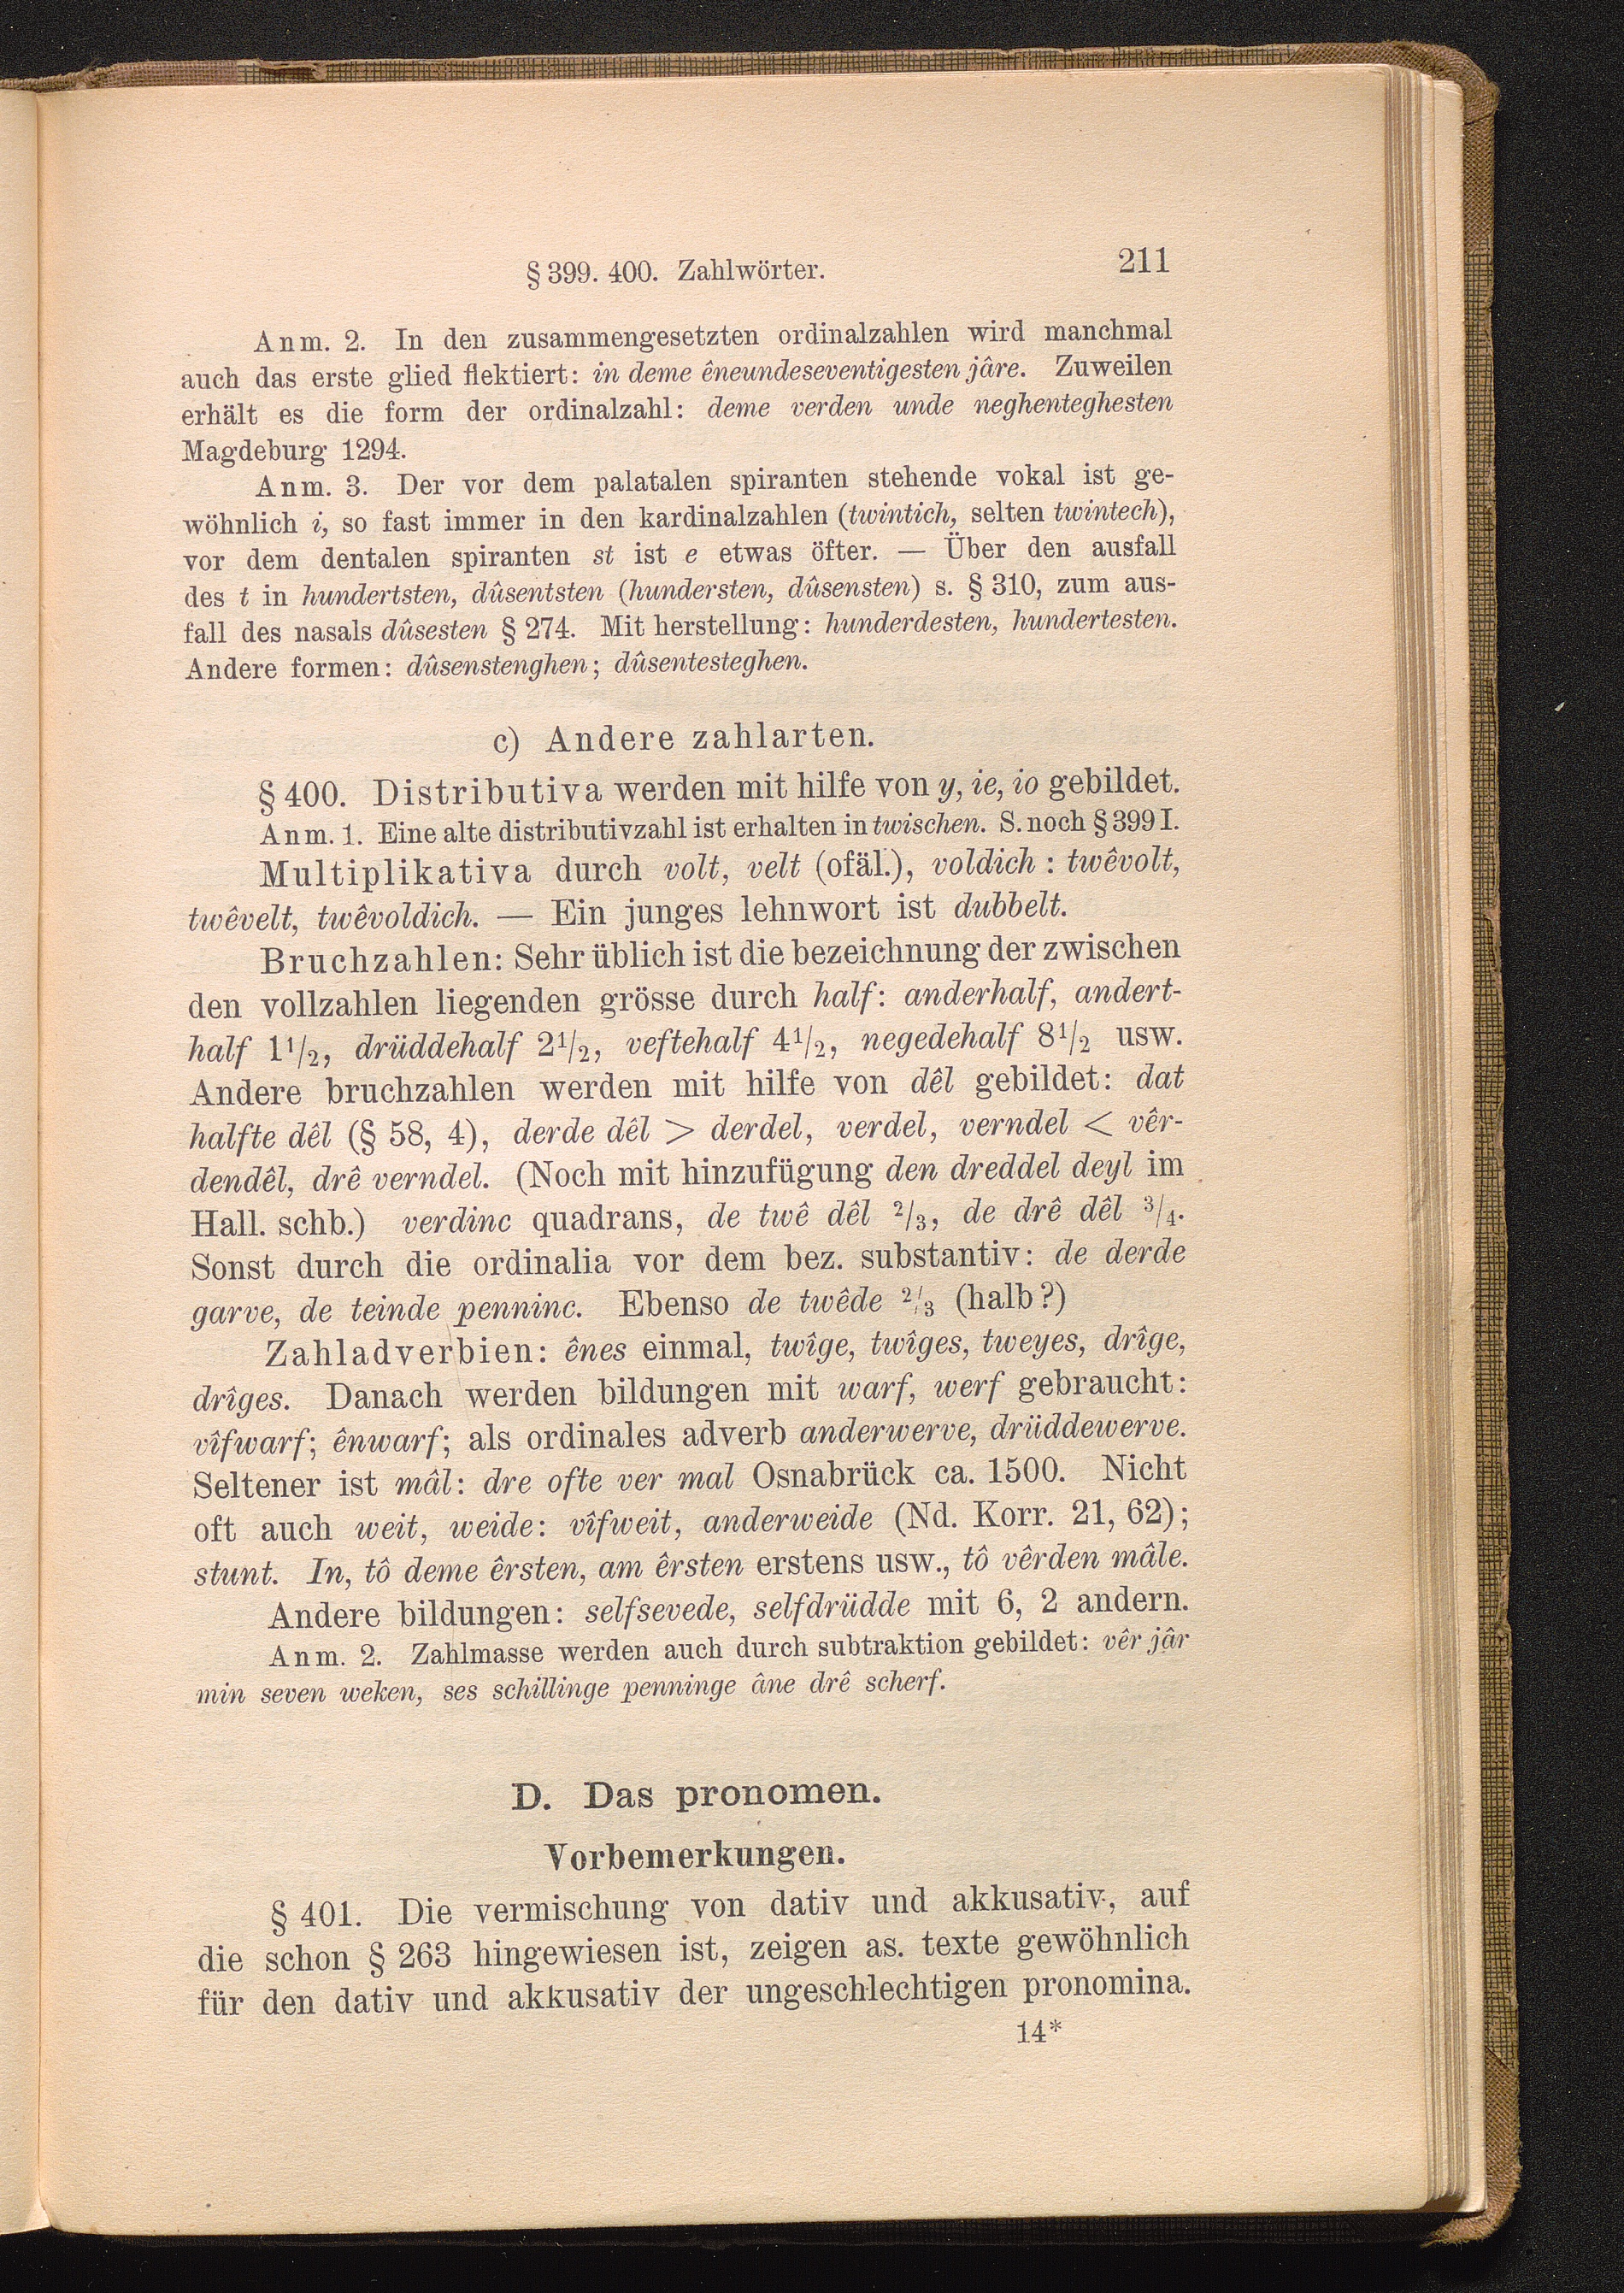 § 399. 400. Zahlwörter. 211
Anm. 2. In den zusammengesetzten ordinalzahlen wird manchmal
auch das erste glied flektiert: in deme êneundeseventigesten jâre. Zuweilen
erhält es die form der ordinalzahl: deme verden unde neghenteghesten
Magdeburg 1294.
Anm. 3. Der vor dem palatalen spiranten stehende vokal ist ge-
wöhnlich i, so fast immer in den kardinalzahlen (twintich, selten twintech),
vor dem dentalen spiranten st ist e etwas öfter. — Über den ausfall
des t in hundertsten, dûsentsten (hundersten, dûsensten) s. § 310, zum aus-
fall des nasals dûsesten § 274. Mit herstellung: hunderdesten, hundertesten.
Andere formen: dûsenstenghen; dûsentesteghen.
c) Andere zahlarten.
§ 400. Distributiva werden mit hilfe von y, ie, io gebildet.
Anm. 1. Eine alte distributivzahl ist erhalten in twischen. S. noch § 399 I.
Multiplikativa durch volt, velt (ofäl.), voldich : twêvolt,
twêvelt, twêvoldich. — Ein junges lehnwort ist dubbelt.
Bruchzahlen: Sehr üblich ist die bezeichnung der zwischen
den vollzahlen liegenden grösse durch half: anderhalf, andert-
half 1¹/₂, drüddehalf 2¹/₂, veftehalf 4¹/₂, negedehalf 8¹/₂ usw.
Andere bruchzahlen werden mit hilfe von dêl gebildet: dat
halfte dêl (§ 58, 4), derde dêl > derdel, verdel, verndel < vêr-
dendêl, drê verndel. (Noch mit hinzufügung den dreddel deyl im
Hall. schb.) verdinc quadrans, de twê dêl ²/₃, de drê dêl ³/₄.
Sonst durch die ordinalia vor dem bez. substantiv: de derde
garve, de teinde penninc. Ebenso de twêde ²/₃ (halb?)
Zahladverbien: ênes einmal, twîge, twîges, tweyes, drîge,
drîges. Danach werden bildungen mit warf, werf gebraucht:
vîfwarf; ênwarf; als ordinales adverb anderwerve, drüddewerve.
Seltener ist mâl: dre ofte ver mal Osnabrück ca. 1500. Nicht
oft auch weit, weide: vîfweit, anderweide (Nd. Korr. 21, 62);
stunt. In, tô deme êrsten, am êrsten erstens usw., tô vêrden mâle.
Andere bildungen: selfsevede, selfdrüdde mit 6, 2 andern.
Anm. 2. Zahlmasse werden auch durch subtraktion gebildet: vêr jâr
min seven weken, ses schillinge penninge âne drê scherf.
D. Das pronomen.
Vorbemerkungen.
§ 401. Die vermischung von dativ und akkusativ, auf
die schon § 263 hingewiesen ist, zeigen as. texte gewöhnlich
für den dativ und akkusativ der ungeschlechtigen pronomina.
14*